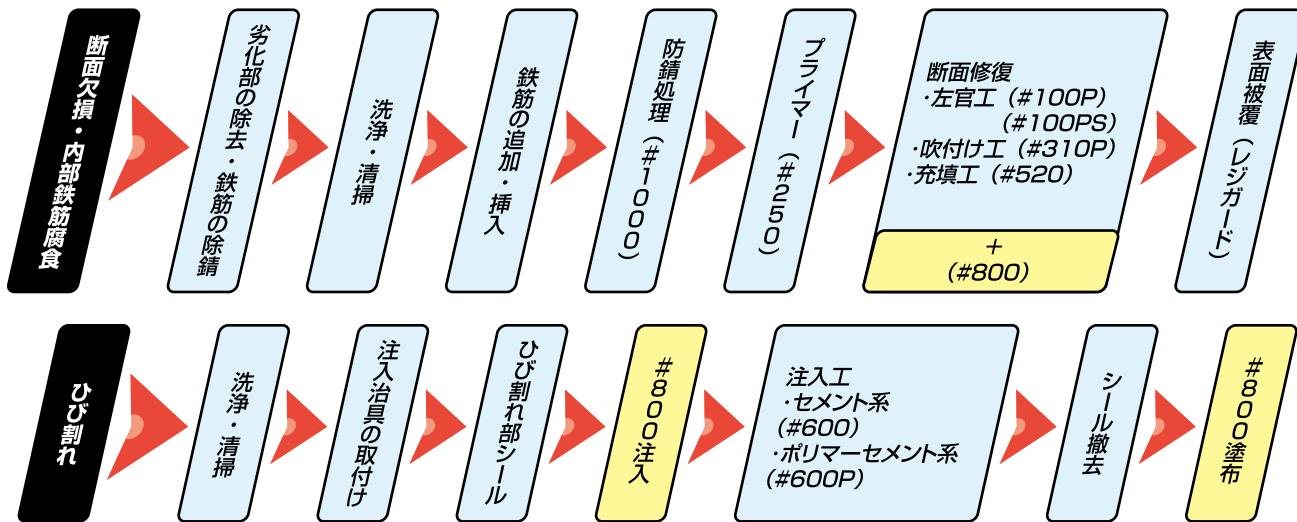 断面欠損・内部鉄筋腐食
劣化部の除去・鉄筋の除錆
洗浄・清掃
鉄筋の追加・挿入
防錆処理（#1000）
プライマー（#250）
断面修復
・左官工（#100P）
（#100PS）
・吹付け工（#310P）
・充填工（#520）
＋
（#800）
表面被覆（レジガード）
ひび割れ
洗浄・清掃
注入治具の取付け
ひび割れ部シール
#800注入
注入工
・セメント系
（#600）
・ポリマーセメント系
（#600P）
シール撤去
#800塗布